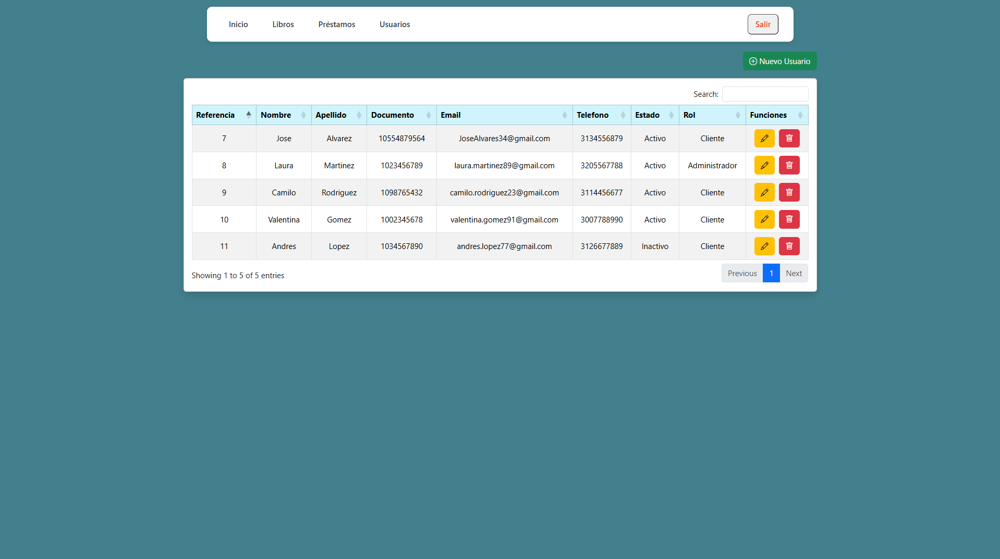 Inicio Libros Préstamos Usuarios Salir
Nuevo Usuario
Search:
Referencia Nombre Apellido Documento Email Telefono Estado Rol Funciones
7 Jose Alvarez 10554879564 JoseAlvares34@gmail.com 3134556879 Activo Cliente
8 Laura Martinez 1023456789 laura.martinez89@gmail.com 3205567788 Activo Administrador
9 Camilo Rodriguez 1098765432 camilo.rodriguez23@gmail.com 3114456677 Activo Cliente
10 Valentina Gomez 1002345678 valentina.gomez91@gmail.com 3007788990 Activo Cliente
11 Andres Lopez 1034567890 andres.lopez77@gmail.com 3126677889 Inactivo Cliente
Showing 1 to 5 of 5 entries Previous 1 Next